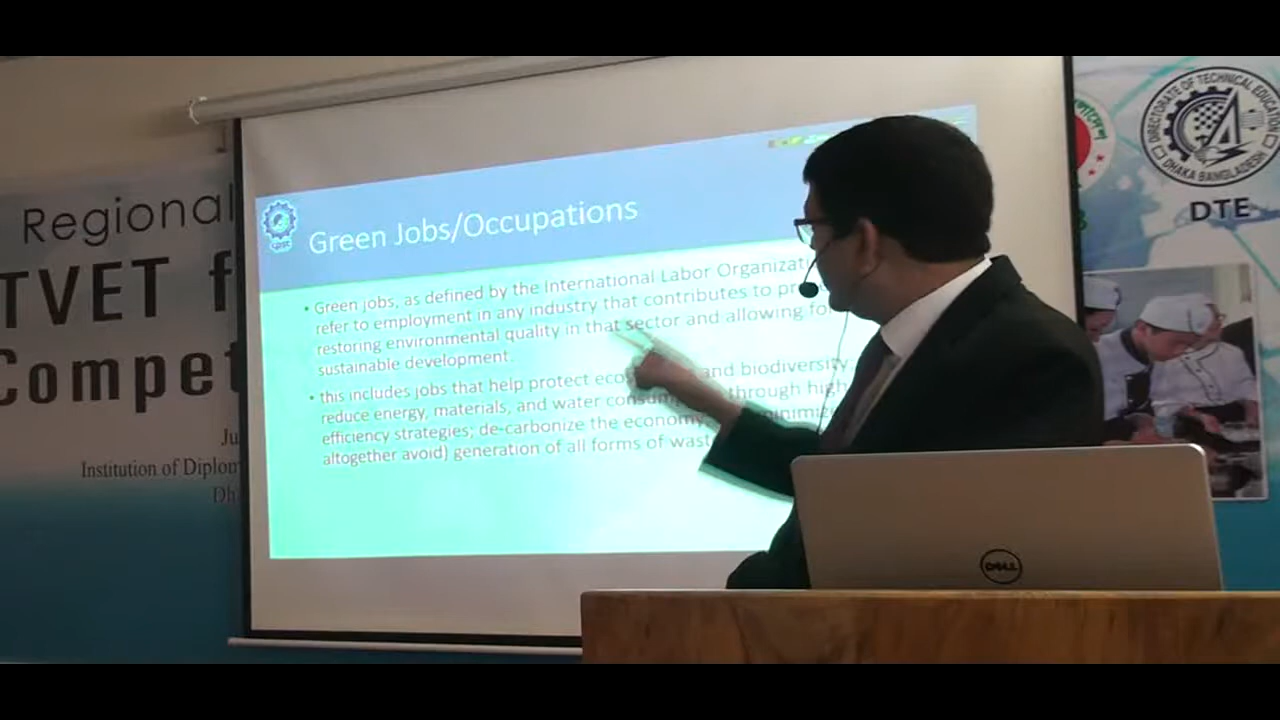 Regional
TVET f
Compet
Ju
Institution of Diplom
Dh
Green Jobs/Occupations
• Green jobs, as defined by the International Labor Organizati
refer to employment in any industry that contributes to pr
restoring environmental quality in that sector and allowing fo
sustainable development.
• this includes jobs that help protect eco and biodiversity;
reduce energy, materials, and water consum through high
efficiency strategies; de-carbonize the economy minimize
altogether avoid) generation of all forms of wast
DIRECTORATE OF TECHNICAL EDUCATION
DHAKA BANGLADESH
DTE
DELL